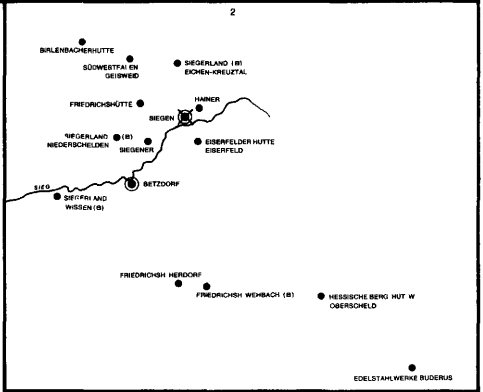 2
BIRLENBACHERHUTTE
SÜDWESTFALEN
GEISWEID
SIEGERLAND (B)
EICHEN-KREUZTAL
FRIEDRICHSHÜTTE
HAINER
SIEGEN
SIEGERLAND (B)
NIEDERSCHELDEN
SIEGENER
EISERFELDER HUTTE
EISERFELD
SIEG
BETZDORF
SIEGERLAND
WISSEN (B)
FRIEDRICHSH HERDORF
FRIEDRICHSH WEHBACH (B)
HESSISCHE BERG HUT W
OBERSCHELD
EDELSTAHLWERKE BUDERUS